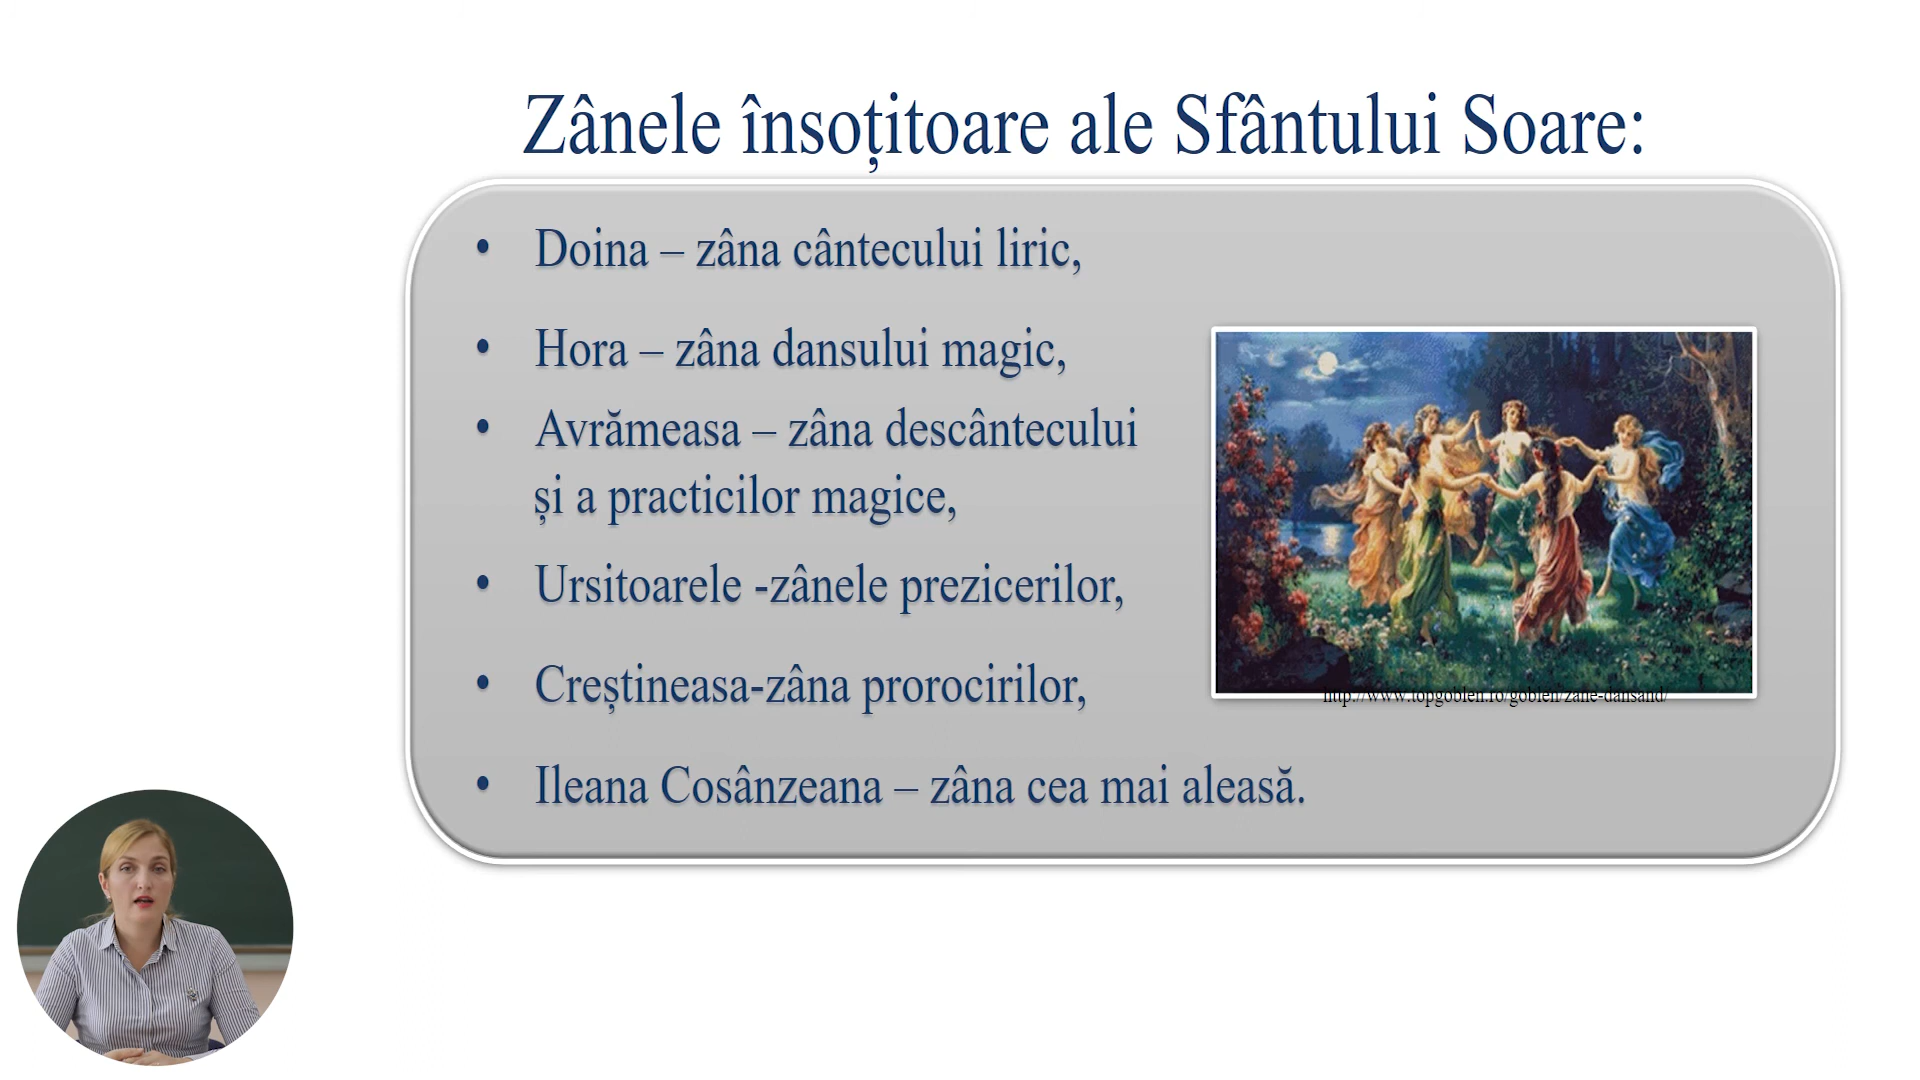 Zânele însoțitoare ale Sfântului Soare:
• Doina – zâna cântecului liric,
• Hora – zâna dansului magic,
• Avrămeasa – zâna descântecului
și a practicilor magice,
• Ursitoarele -zânele prezicerilor,
• Creștineasa-zâna prorocirilor,
• Ileana Cosânzeana – zâna cea mai aleasă.
http://www.topgoblen.ro/goblen/zane-dansand/